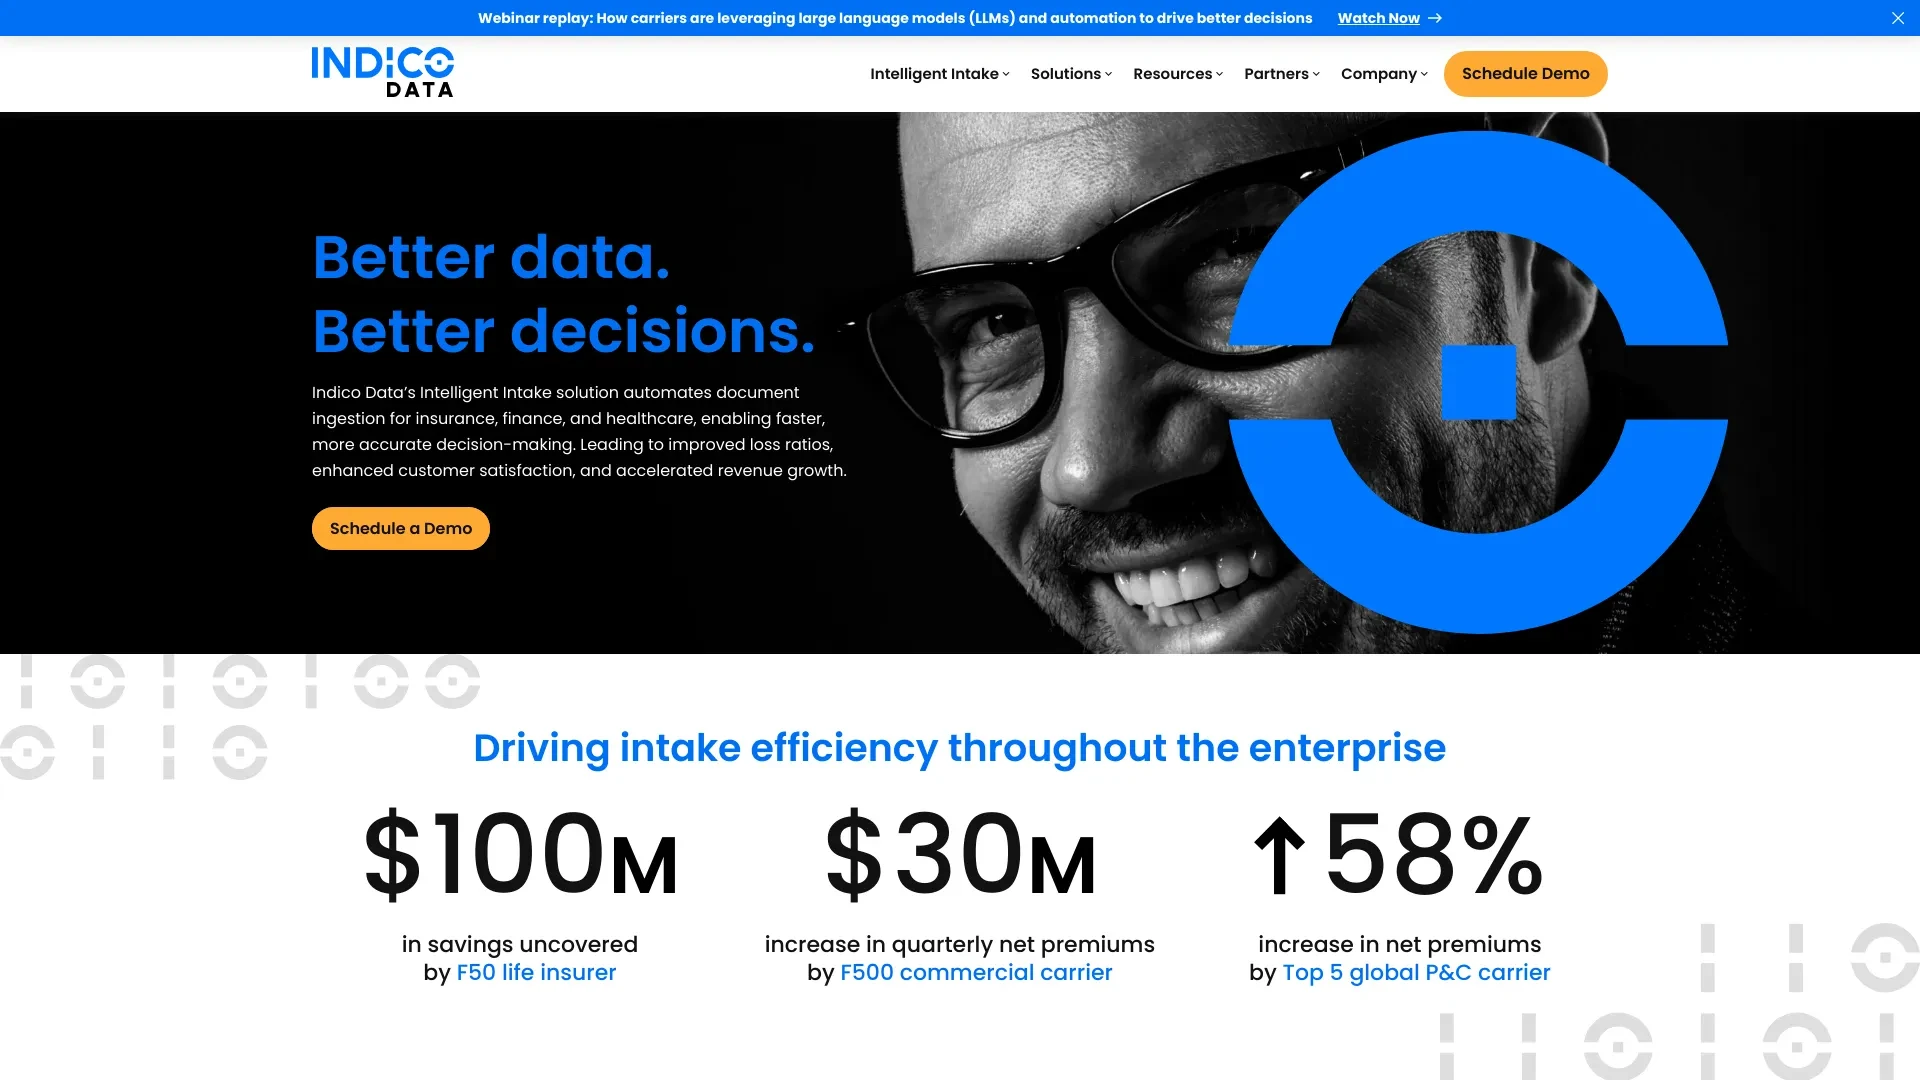 Webinar replay: How carriers are leveraging large language models (LLMs) and automation to drive better decisions Watch Now
INDICO
DATA
Intelligent Intake Solutions Resources Partners Company Schedule Demo
Better data.
Better decisions.
Indico Data’s Intelligent Intake solution automates document
ingestion for insurance, finance, and healthcare, enabling faster,
more accurate decision-making. Leading to improved loss ratios,
enhanced customer satisfaction, and accelerated revenue growth.
Schedule a Demo
Driving intake efficiency throughout the enterprise
$100M
in savings uncovered
by F50 life insurer
$30M
increase in quarterly net premiums
by F500 commercial carrier
↑58%
increase in net premiums
by Top 5 global P&C carrier